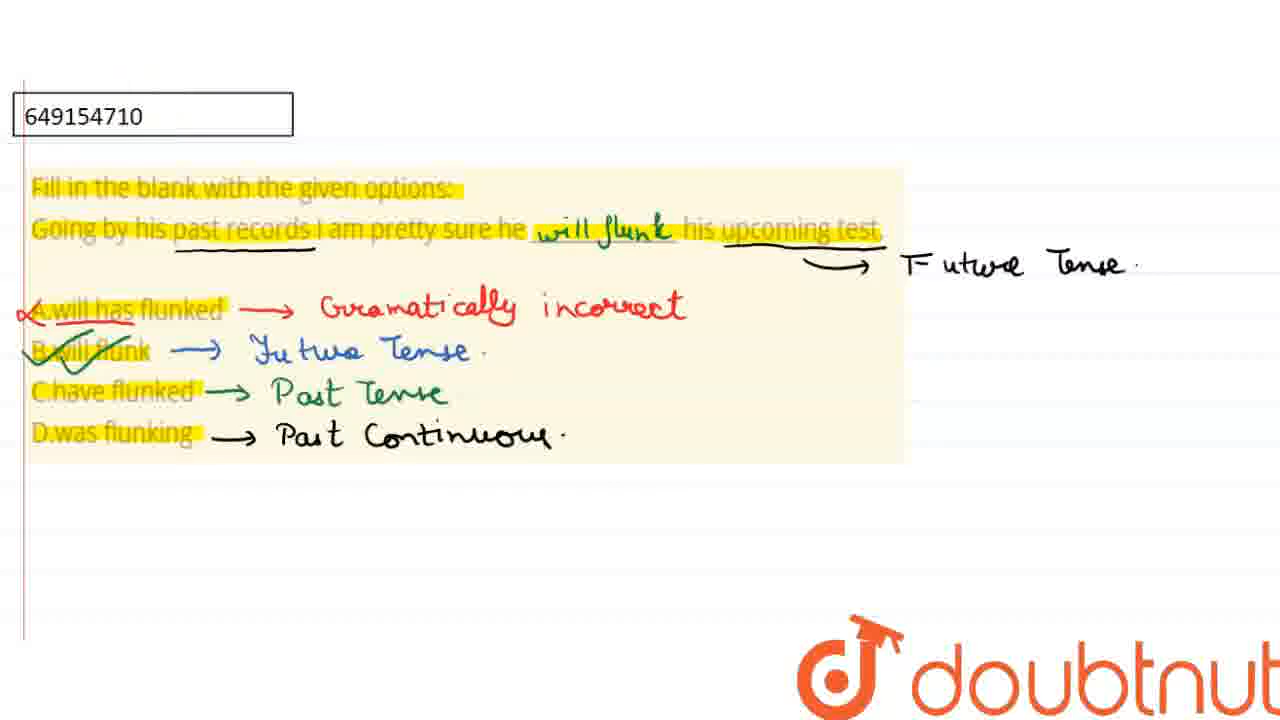 649154710
Fill in the blank with the given options:
Going by his past records I am pretty sure he will flunk his upcoming test.
Future Tense.
A.will has flunked → Gramatically incorrect
B.will flunk → Future Tense.
C.have flunked → Past Tense
D.was flunking → Past Continuous.
doubtnut